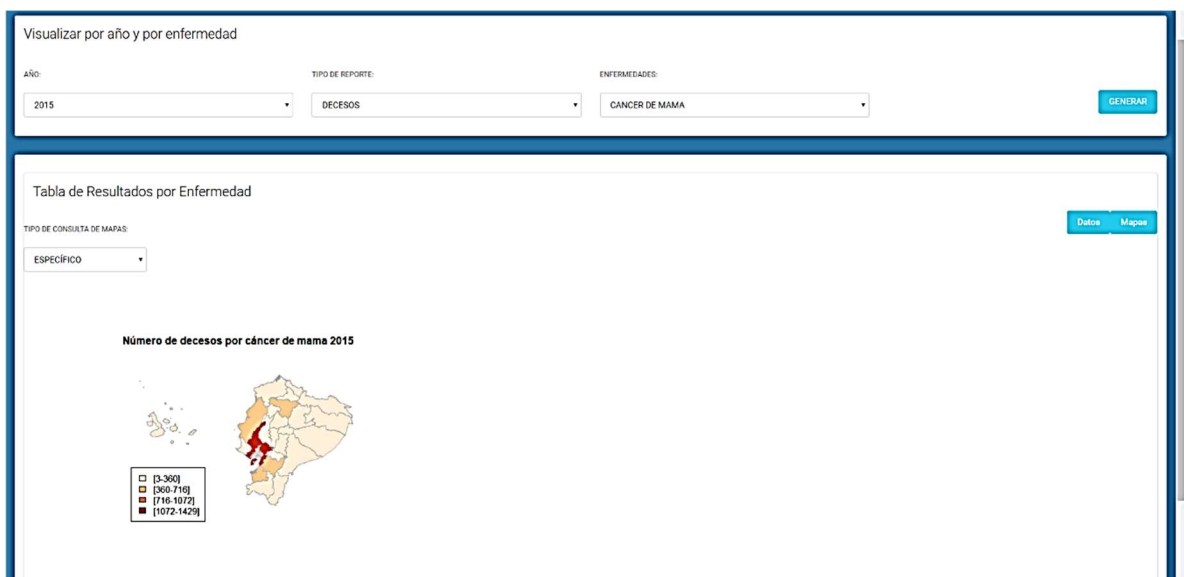 Visualizar por año y por enfermedad
AÑO: TIPO DE REPORTE: ENFERMEDADES:
2015 DECESOS CANCER DE MAMA GENERAR
Tabla de Resultados por Enfermedad
Datos Mapas
TIPO DE CONSULTA DE MAPAS:
ESPECÍFICO
Número de decesos por cáncer de mama 2015
[3-360]
[360-716]
[716-1072]
[1072-1429]